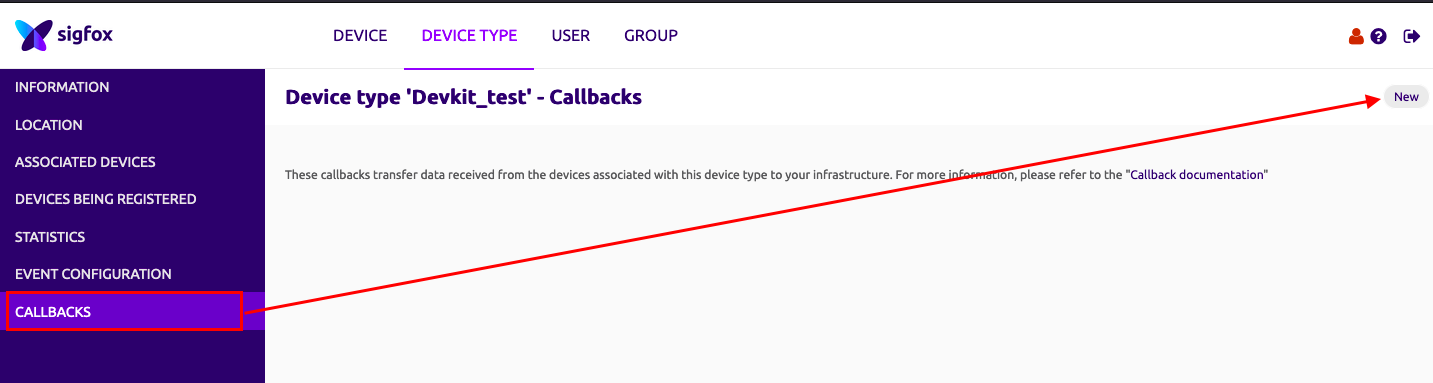 sigfox
DEVICE
DEVICE TYPE
USER
GROUP
INFORMATION
LOCATION
ASSOCIATED DEVICES
DEVICES BEING REGISTERED
STATISTICS
EVENT CONFIGURATION
CALLBACKS
Device type 'Devkit_test' - Callbacks
New
These callbacks transfer data received from the devices associated with this device type to your infrastructure. For more information, please refer to the "Callback documentation"